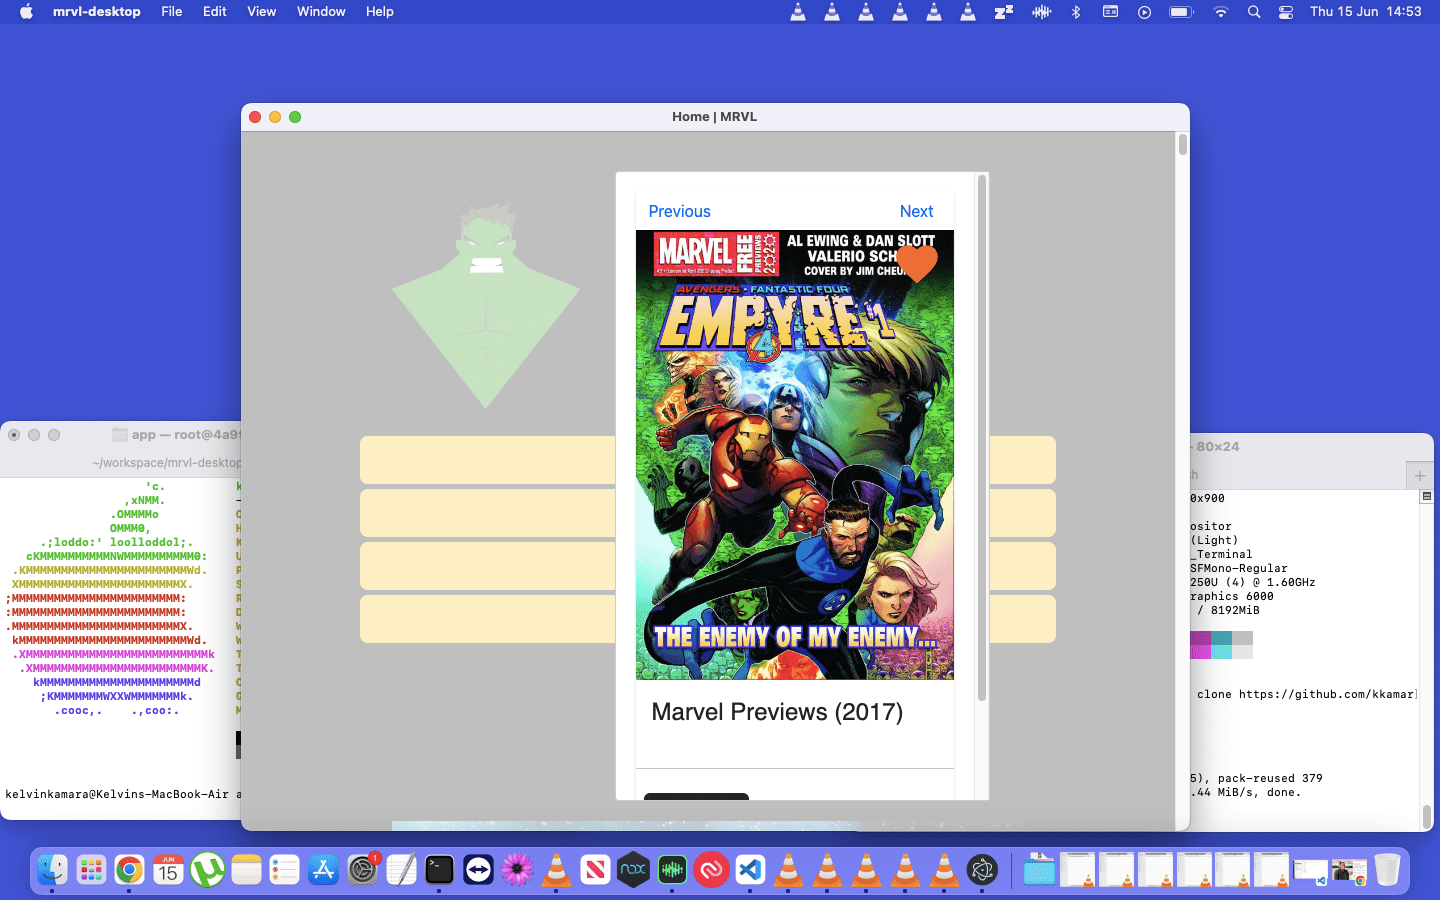 mrvl-desktop File Edit View Window Help Thu 15 Jun 14:53
Home | MRVL
Previous Next
MARVEL FREE PREVIEWS AL EWING & DAN SLOTT
VALERIO SCH
COVER BY JIM CHEU
AVENGERS • FANTASTIC FOUR
EMPYRE #1
4
THE ENEMY OF MY ENEMY...
Marvel Previews (2017)
app — root@4a99
~/workspace/mrvl-desktop
'c.
,xNMM.
.OMMMMo
OMMM0,
.;loddo:' loolloddol;.
cKMMMMMMMMMMNWMMMMMMMMMM0:
.KMMMMMMMMMMMMMMMMMMMMMMMWd.
XMMMMMMMMMMMMMMMMMMMMMMMX.
;MMMMMMMMMMMMMMMMMMMMMMMM:
:MMMMMMMMMMMMMMMMMMMMMMMM:
.MMMMMMMMMMMMMMMMMMMMMMMMX.
kMMMMMMMMMMMMMMMMMMMMMMMMWd.
.XMMMMMMMMMMMMMMMMMMMMMMMMMMk
.XMMMMMMMMMMMMMMMMMMMMMMMMK.
kMMMMMMMMMMMMMMMMMMMMMMd
;KMMMMMMMWXXWMMMMMMMk.
.cooc,. .,coo:.
kelvinkamara@Kelvins-MacBook-Air a
- 80×24
h
0x900
ositor
(Light)
_Terminal
SFMono-Regular
250U (4) @ 1.60GHz
raphics 6000
/ 8192MiB
clone https://github.com/kkamar
5), pack-reused 379
.44 MiB/s, done.
JUN
15
1